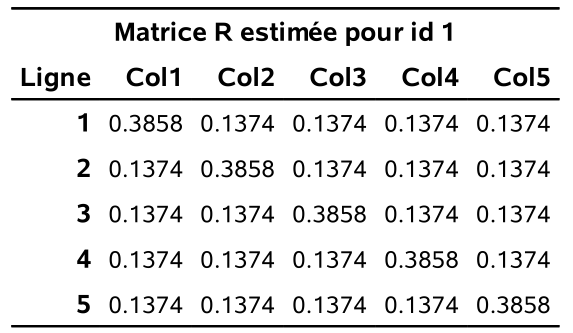 Matrice R estimée pour id 1
Ligne Col1 Col2 Col3 Col4 Col5
1 0.3858 0.1374 0.1374 0.1374 0.1374
2 0.1374 0.3858 0.1374 0.1374 0.1374
3 0.1374 0.1374 0.3858 0.1374 0.1374
4 0.1374 0.1374 0.1374 0.3858 0.1374
5 0.1374 0.1374 0.1374 0.1374 0.3858